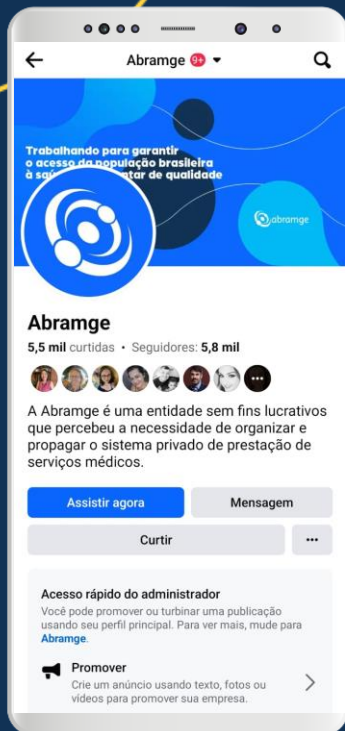 Abramge 9+
Trabalhando para garantir
o acesso da população brasileira
à saú ntar de qualidade
abramge
Abramge
5,5 mil curtidas • Seguidores: 5,8 mil
A Abramge é uma entidade sem fins lucrativos
que percebeu a necessidade de organizar e
propagar o sistema privado de prestação de
serviços médicos.
Assistir agora
Mensagem
Curtir
Acesso rápido do administrador
Você pode promover ou turbinar uma publicação
usando seu perfil principal. Para ver mais, mude para
Abramge.
Promover
Crie um anúncio usando texto, fotos ou
vídeos para promover sua empresa.